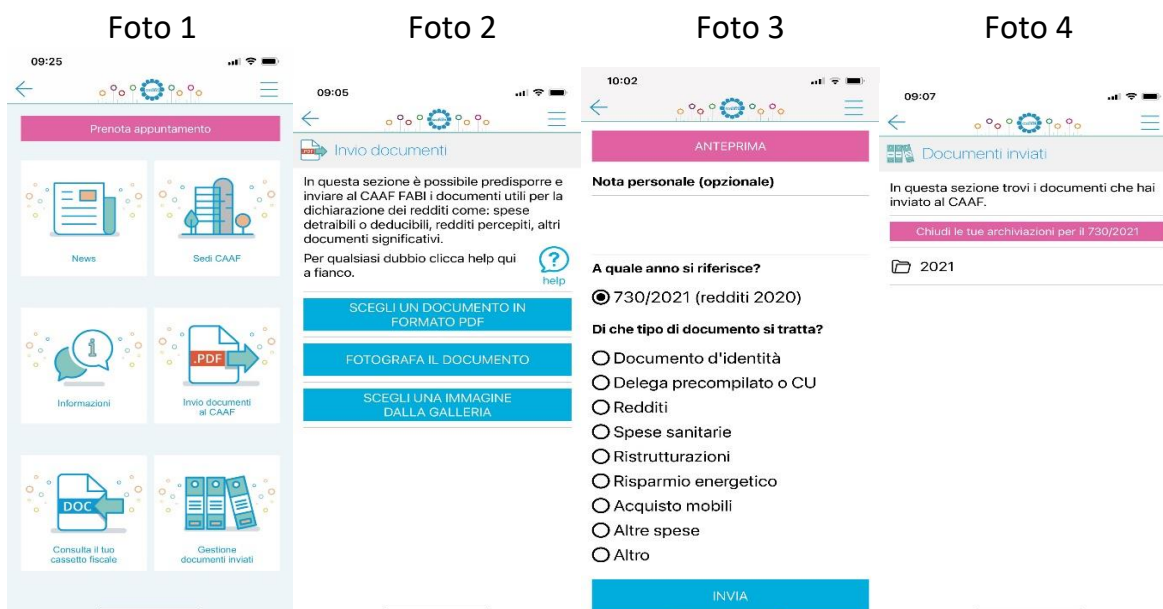 Foto 1
Foto 2
Foto 3
Foto 4
09:25
Prenota appuntamento
News
Sedi CAAF
Informazioni
.PDF
Invio documenti
al CAAF
DOC
Consulta il tuo
cassetto fiscale
Gestione
documenti inviati
09:05
PDF
Invio documenti
In questa sezione è possibile predisporre e
inviare al CAAF FABI i documenti utili per la
dichiarazione dei redditi come: spese
detraibili o deducibili, redditi percepiti, altri
documenti significativi.
Per qualsiasi dubbio clicca help qui
a fianco.
?
help
SCEGLI UN DOCUMENTO IN
FORMATO PDF
FOTOGRAFA IL DOCUMENTO
SCEGLI UNA IMMAGINE
DALLA GALLERIA
10:02
ANTEPRIMA
Nota personale (opzionale)
A quale anno si riferisce?
730/2021 (redditi 2020)
Di che tipo di documento si tratta?
Documento d'identità
Delega precompilato o CU
Redditi
Spese sanitarie
Ristrutturazioni
Risparmio energetico
Acquisto mobili
Altre spese
Altro
INVIA
09:07
Documenti inviati
In questa sezione trovi i documenti che hai
inviato al CAAF.
Chiudi le tue archiviazioni per il 730/2021
2021